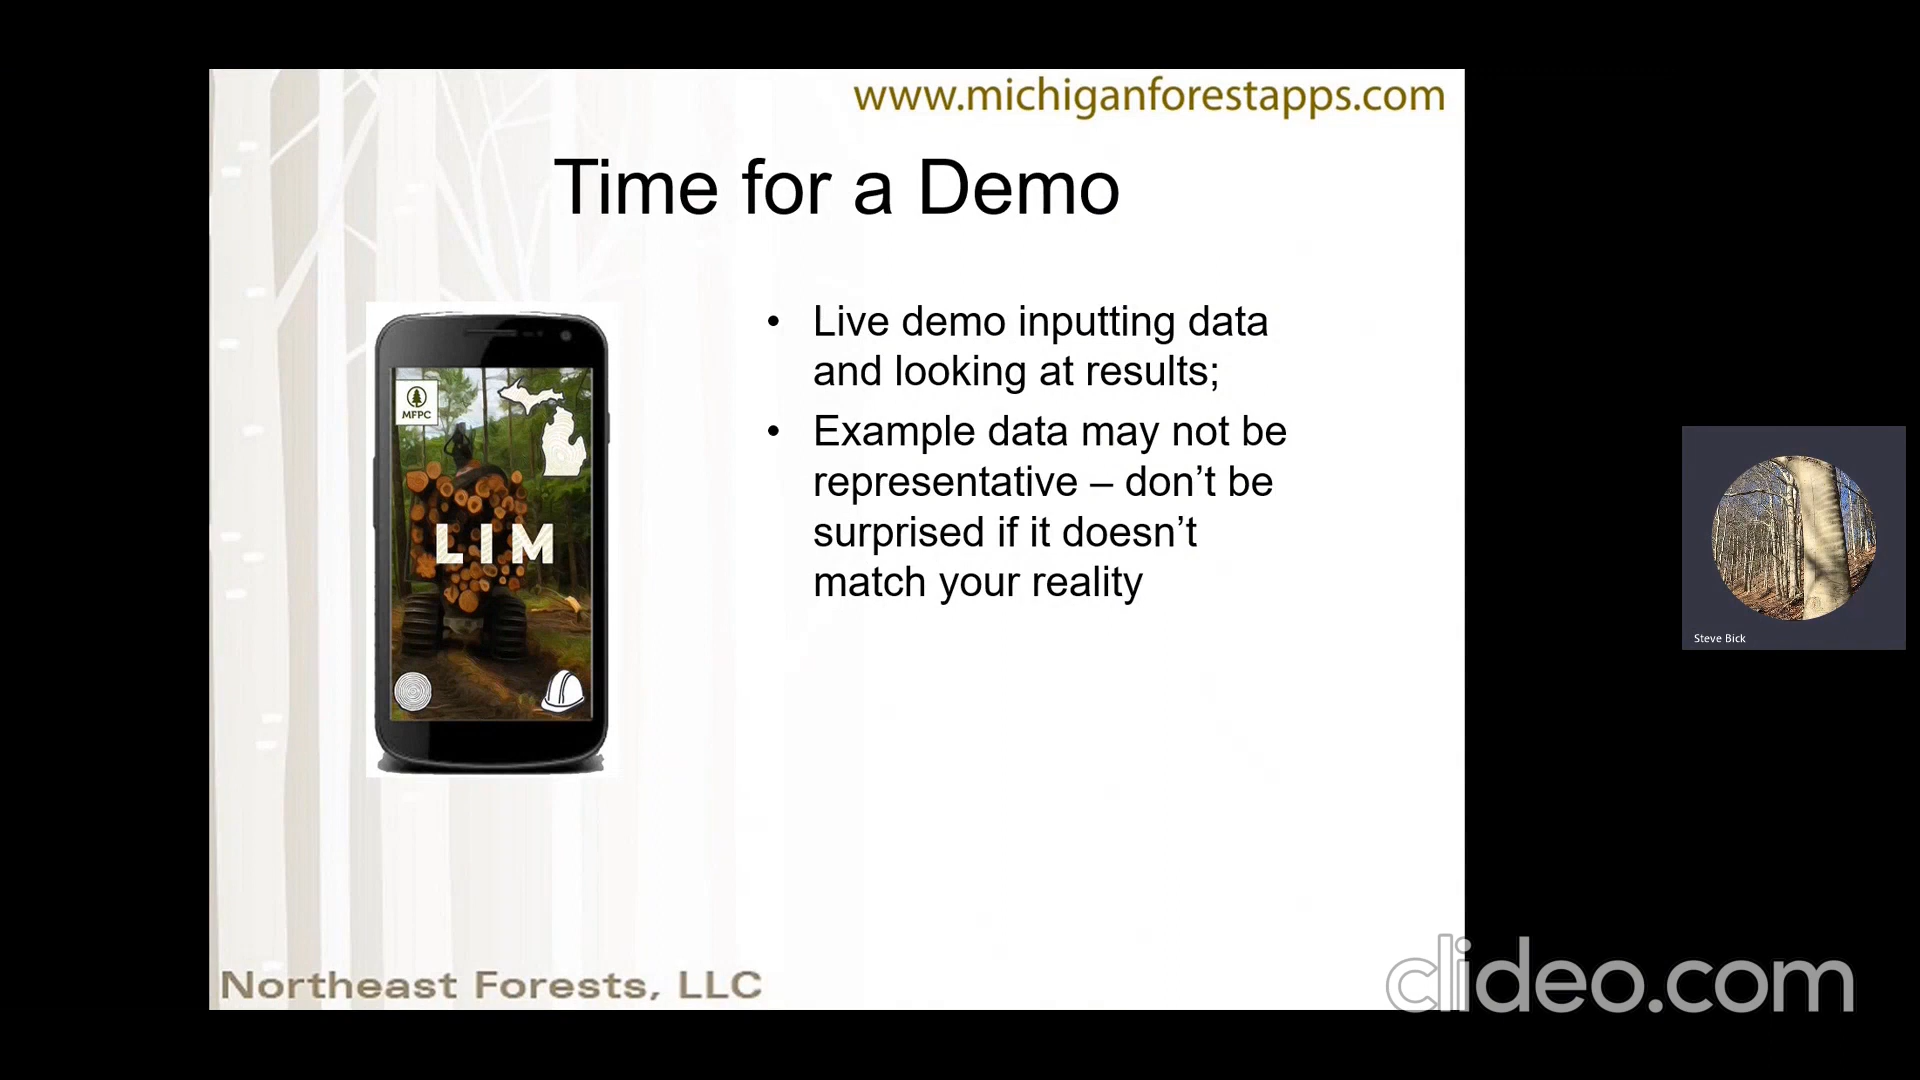 www.michiganforestapps.com
Time for a Demo
• Live demo inputting data
and looking at results;
• Example data may not be
representative – don’t be
surprised if it doesn’t
match your reality
MFPC
LIM
Steve Bick
Northeast Forests, LLC
clideo.com